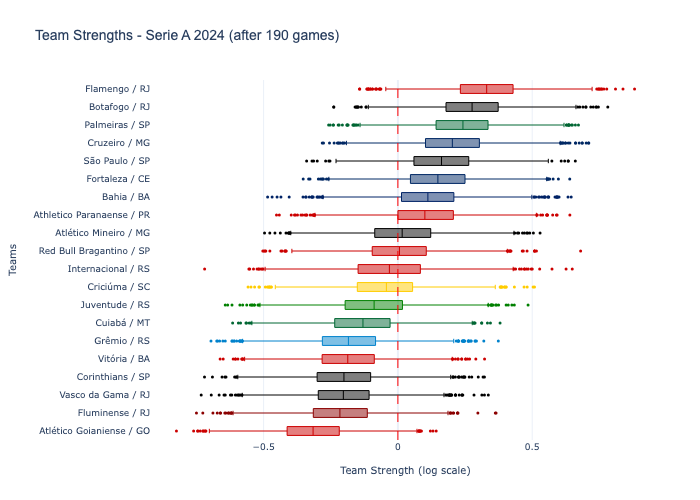 Team Strengths - Serie A 2024 (after 190 games)
Teams
Flamengo / RJ
Botafogo / RJ
Palmeiras / SP
Cruzeiro / MG
São Paulo / SP
Fortaleza / CE
Bahia / BA
Athletico Paranaense / PR
Atlético Mineiro / MG
Red Bull Bragantino / SP
Internacional / RS
Criciúma / SC
Juventude / RS
Cuiabá / MT
Grêmio / RS
Vitória / BA
Corinthians / SP
Vasco da Gama / RJ
Fluminense / RJ
Atlético Goianiense / GO
−0.5 0 0.5
Team Strength (log scale)